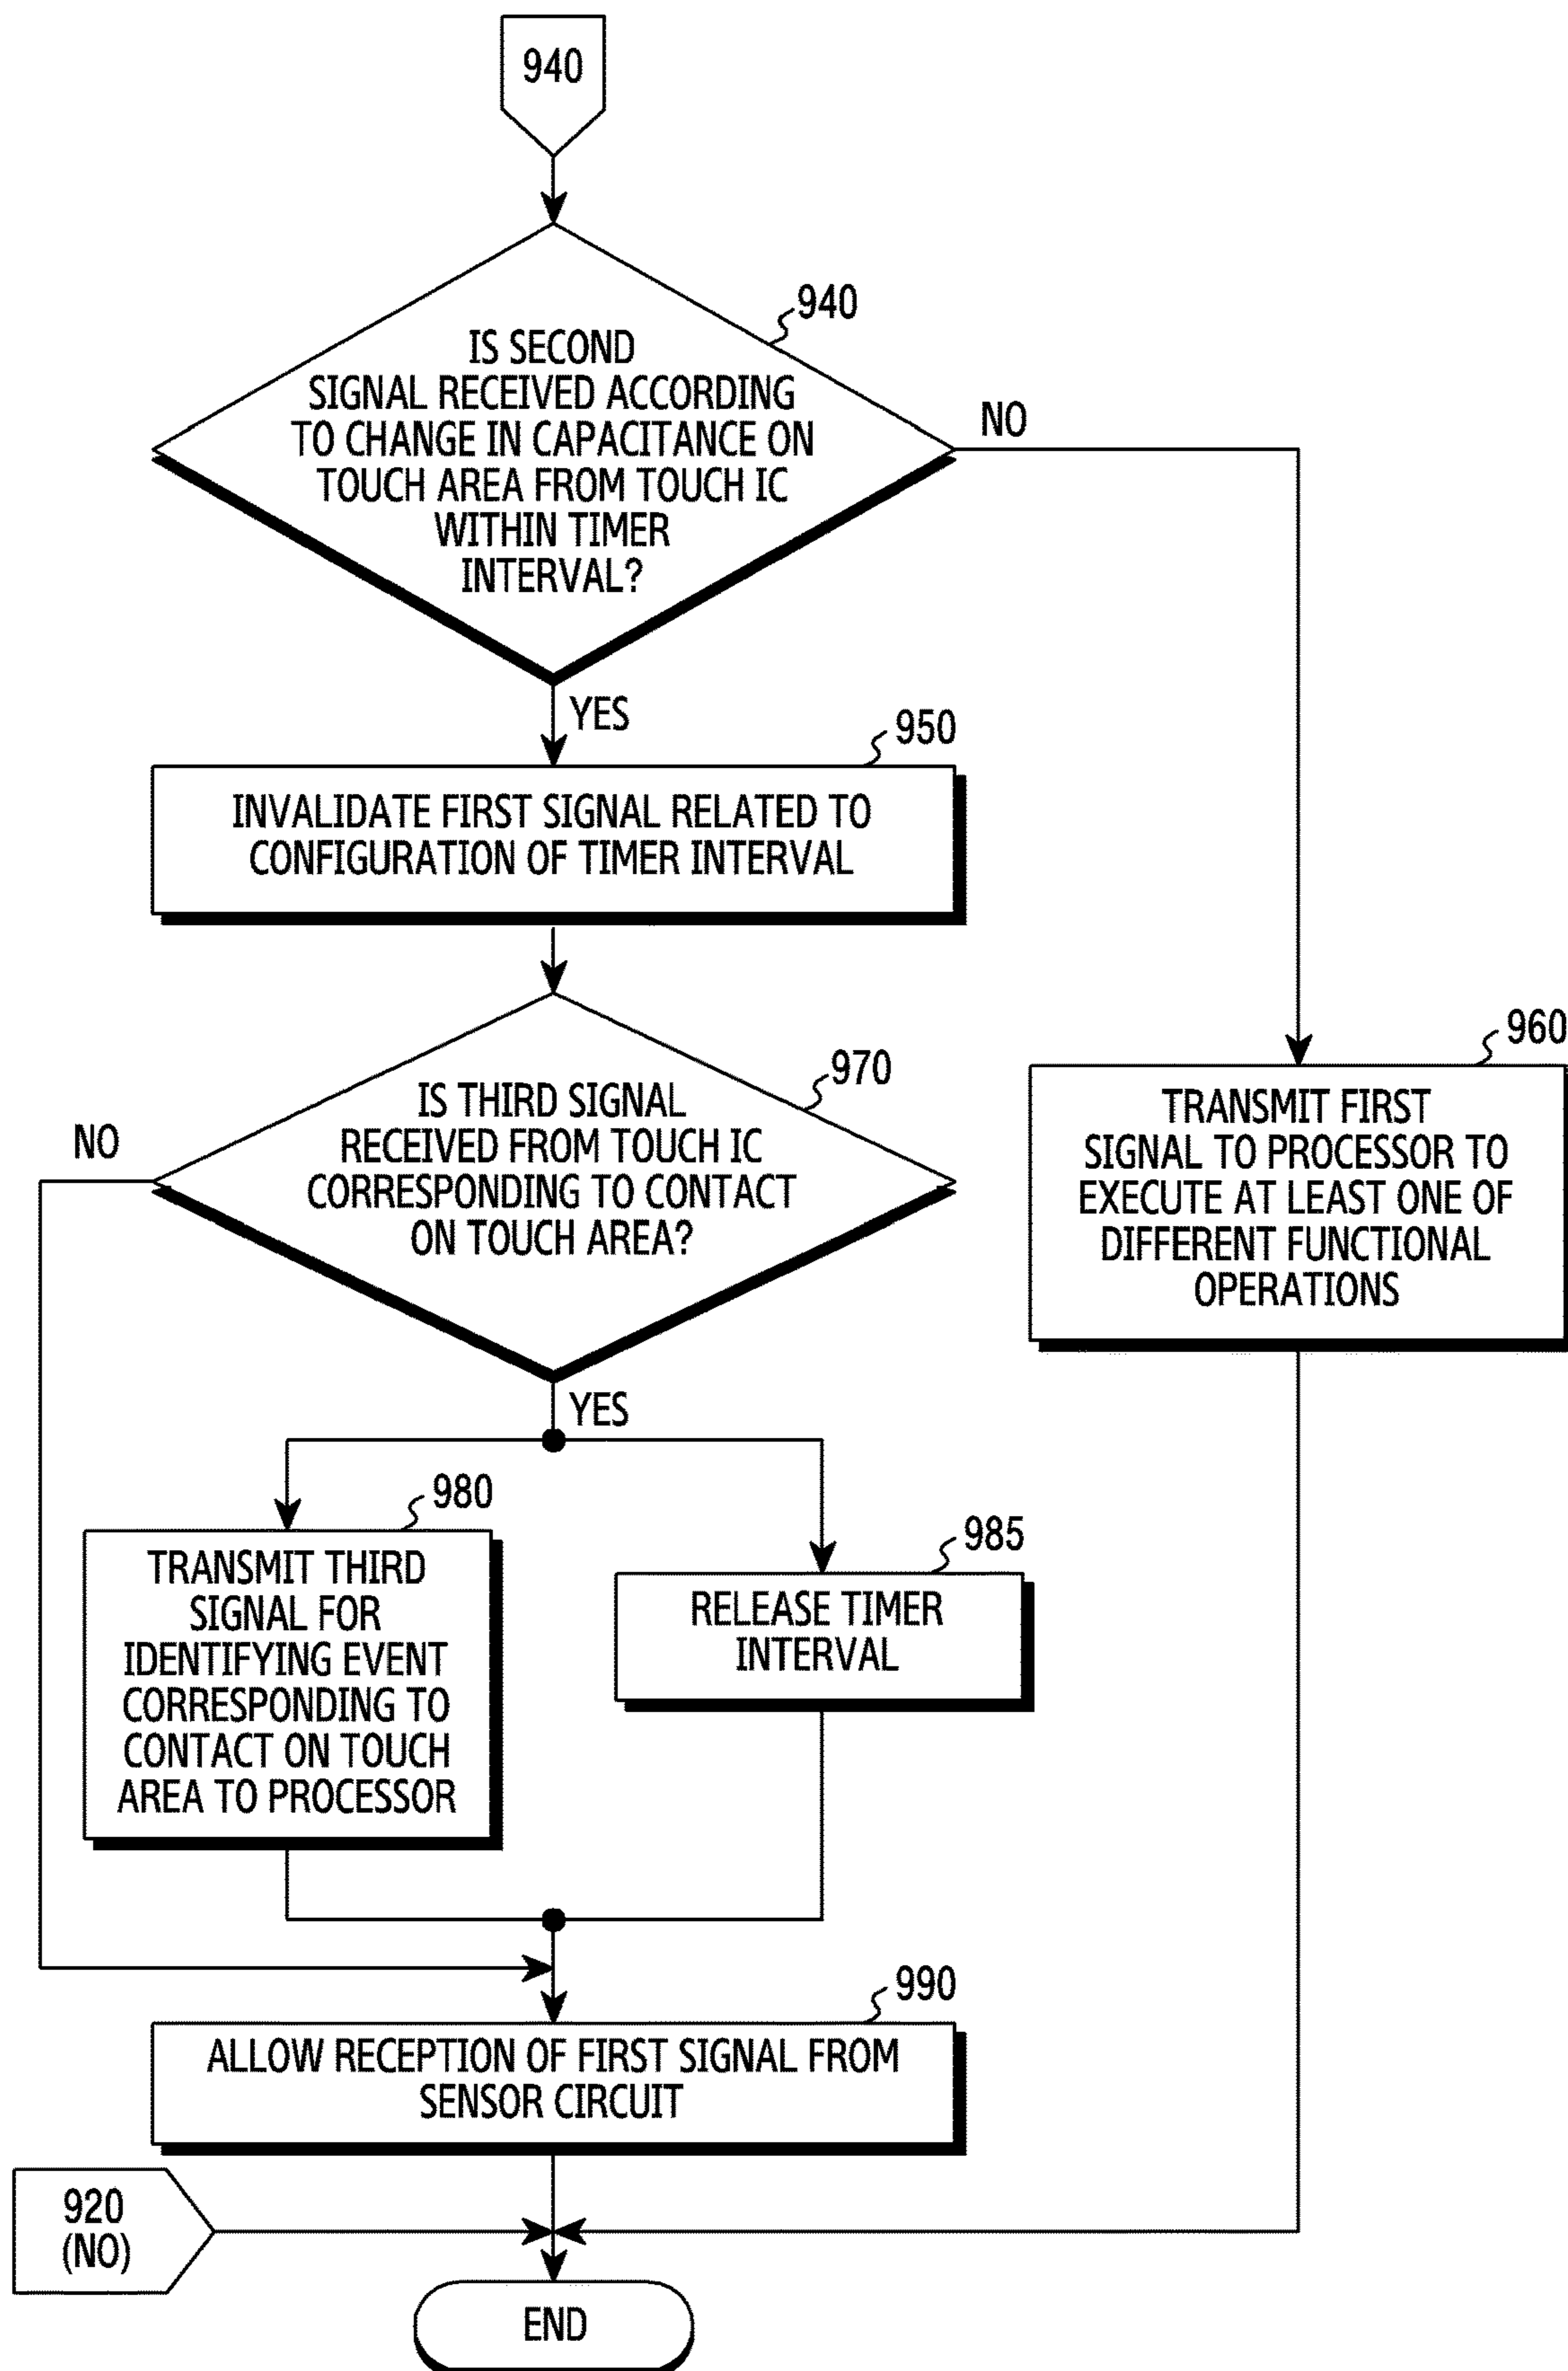 940
940
IS SECOND
SIGNAL RECEIVED ACCORDING
TO CHANGE IN CAPACITANCE ON
TOUCH AREA FROM TOUCH IC
WITHIN TIMER
INTERVAL?
NO
YES
950
INVALIDATE FIRST SIGNAL RELATED TO
CONFIGURATION OF TIMER INTERVAL
960
TRANSMIT FIRST
SIGNAL TO PROCESSOR TO
EXECUTE AT LEAST ONE OF
DIFFERENT FUNCTIONAL
OPERATIONS
970
IS THIRD SIGNAL
RECEIVED FROM TOUCH IC
CORRESPONDING TO CONTACT
ON TOUCH AREA?
NO
YES
980
TRANSMIT THIRD
SIGNAL FOR
IDENTIFYING EVENT
CORRESPONDING TO
CONTACT ON TOUCH
AREA TO PROCESSOR
985
RELEASE TIMER
INTERVAL
990
ALLOW RECEPTION OF FIRST SIGNAL FROM
SENSOR CIRCUIT
920
(NO)
END